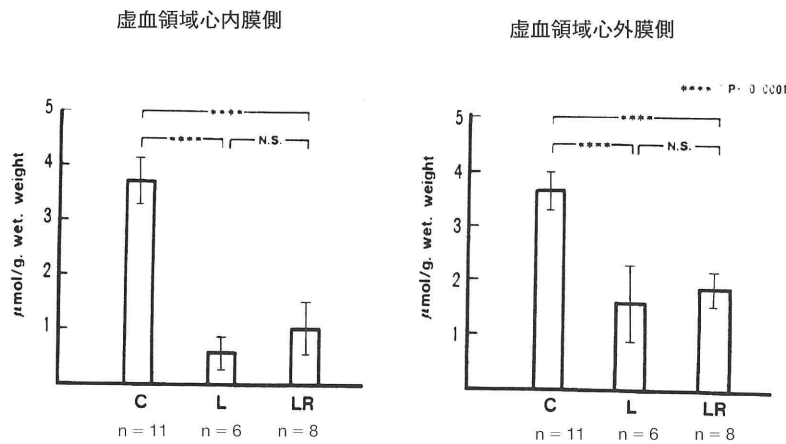 虚血領域心内膜側
5
4
3
2
1
μmol/g. wet. weight
****
****
N.S.
C
L
LR
n = 11
n = 6
n = 8
虚血領域心外膜側
**** P< 0.0001
5
4
3
2
1
μmol/g. wet. weight
****
****
N.S.
C
L
LR
n = 11
n = 6
n = 8